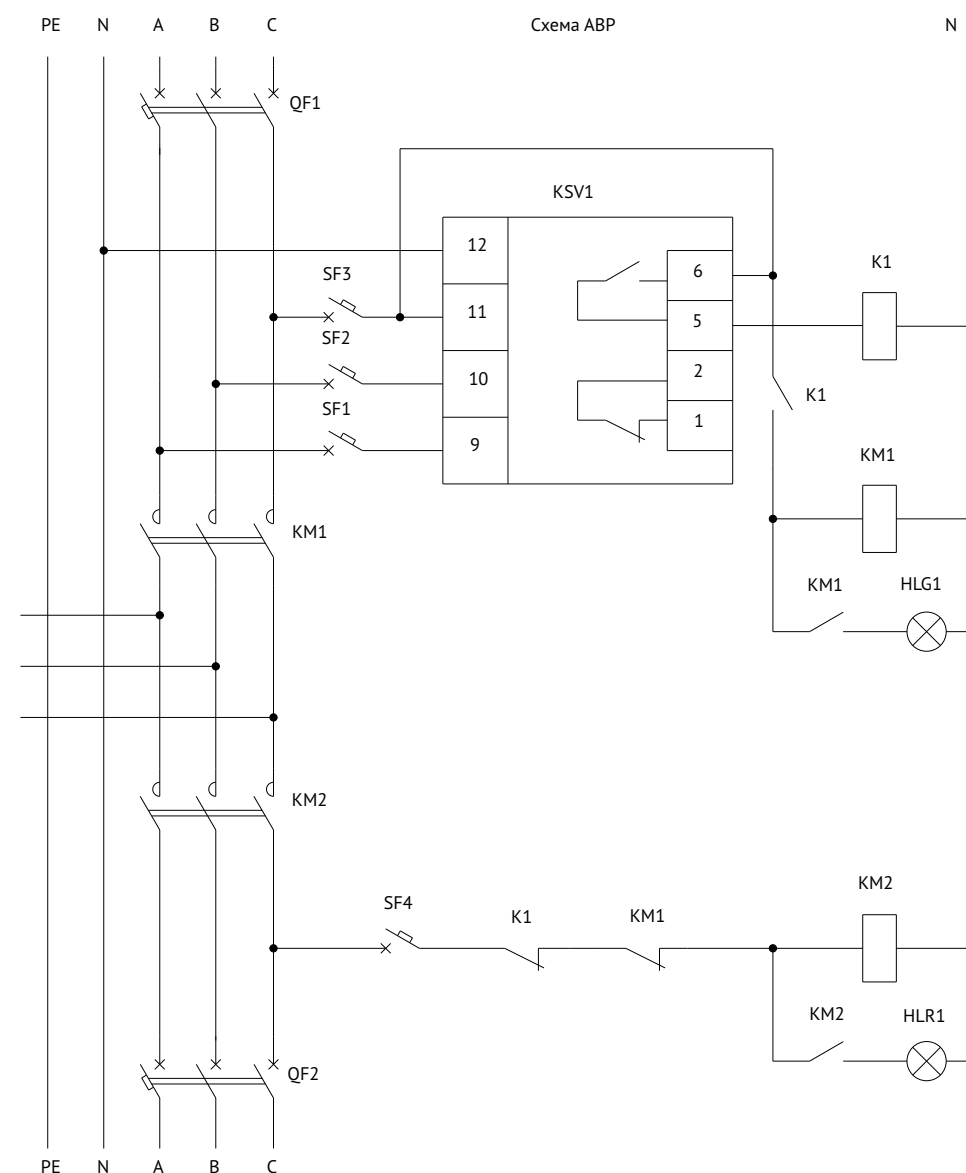 PE N A B C Схема АВР N
QF1
KSV1
12
SF3
6
K1
11
5
SF2
10
2
K1
SF1
1
9
KM1
KM1
KM1 HLG1
KM2
KM2
SF4
K1 KM1
KM2 HLR1
QF2
PE N A B C